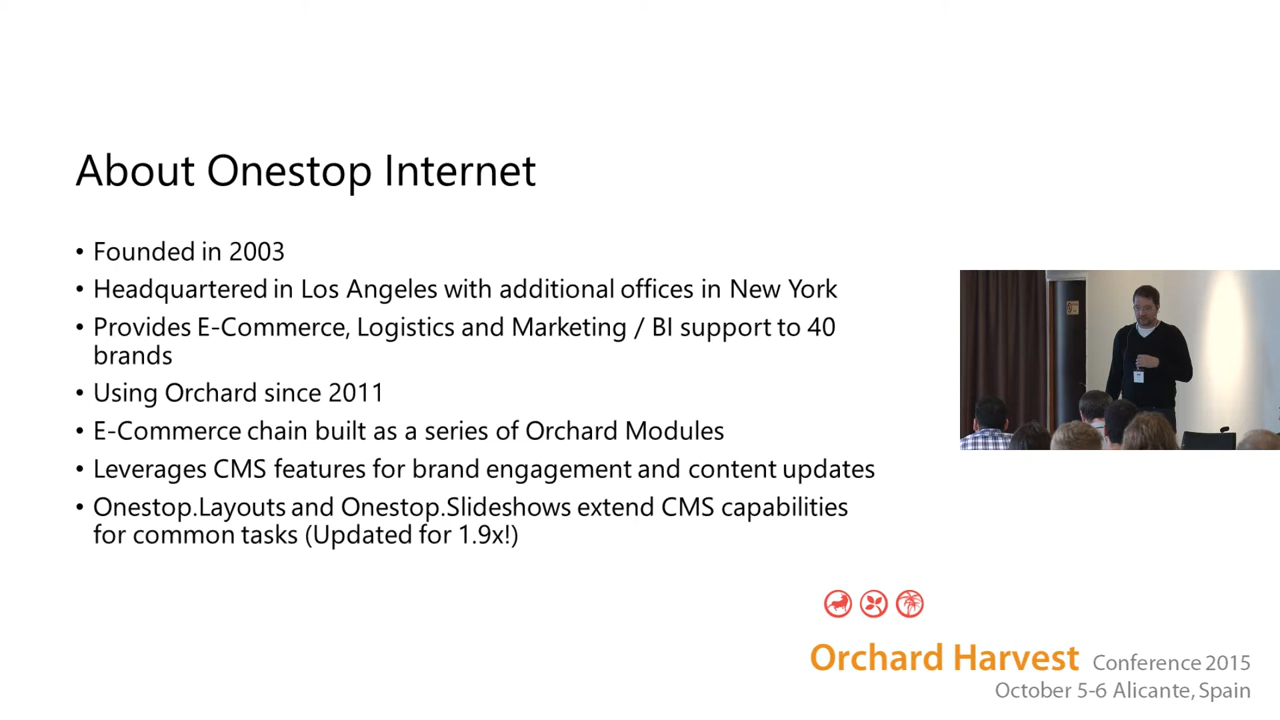 About Onestop Internet
• Founded in 2003
• Headquartered in Los Angeles with additional offices in New York
• Provides E-Commerce, Logistics and Marketing / BI support to 40
brands
• Using Orchard since 2011
• E-Commerce chain built as a series of Orchard Modules
• Leverages CMS features for brand engagement and content updates
• Onestop.Layouts and Onestop.Slideshows extend CMS capabilities
for common tasks (Updated for 1.9x!)
Orchard Harvest Conference 2015
October 5-6 Alicante, Spain